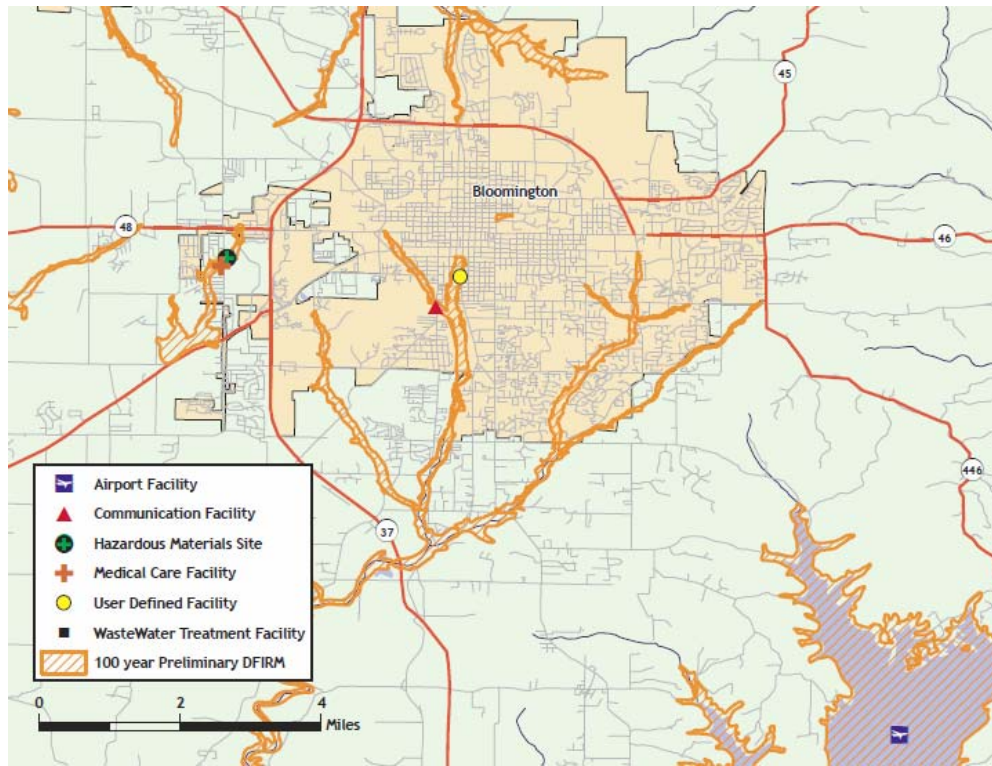 45
Bloomington
48
46
446
37
Airport Facility
Communication Facility
Hazardous Materials Site
Medical Care Facility
User Defined Facility
WasteWater Treatment Facility
100 year Preliminary DFIRM
0 2 4
Miles